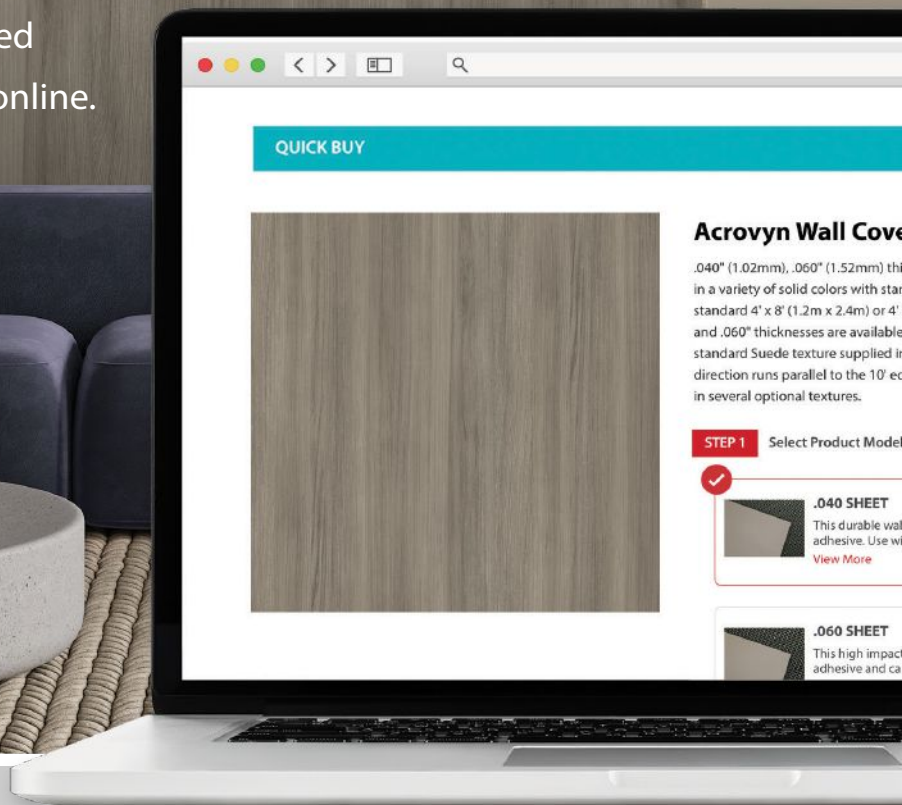 ed
online.
QUICK BUY
Acrovyn Wall Cove
.040" (1.02mm), .060" (1.52mm) thi
in a variety of solid colors with star
standard 4' x 8' (1.2m x 2.4m) or 4'
and .060" thicknesses are available
standard Suede texture supplied in
direction runs parallel to the 10' ed
in several optional textures.
STEP 1 Select Product Model
.040 SHEET
This durable wal
adhesive. Use wi
View More
.060 SHEET
This high impact
adhesive and ca